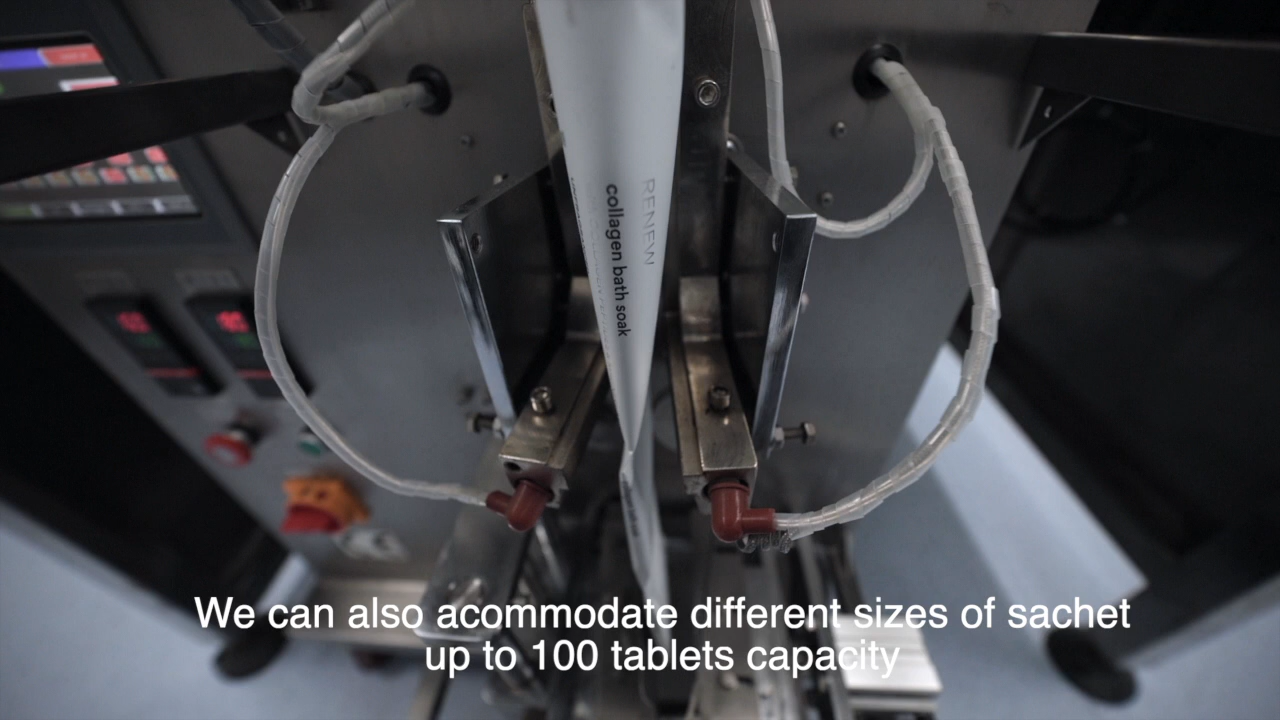 RENEW
collagen bath soak
We can also acommodate different sizes of sachet
up to 100 tablets capacity